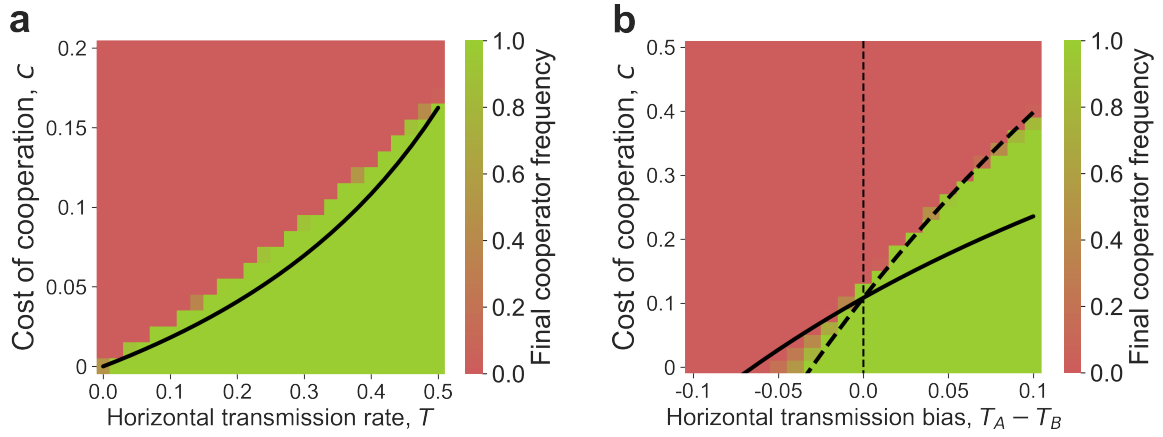 a
Cost of cooperation, C
0.2
0.15
0.1
0.05
0
0.0 0.1 0.2 0.3 0.4 0.5
Horizontal transmission rate, T
1.0
0.8
0.6
0.4
0.2
0.0
Final cooperator frequency
b
Cost of cooperation, C
0.5
0.4
0.3
0.2
0.1
0
-0.1 -0.05 0.0 0.05 0.1
Horizontal transmission bias, T_A − T_B
1.0
0.8
0.6
0.4
0.2
0.0
Final cooperator frequency